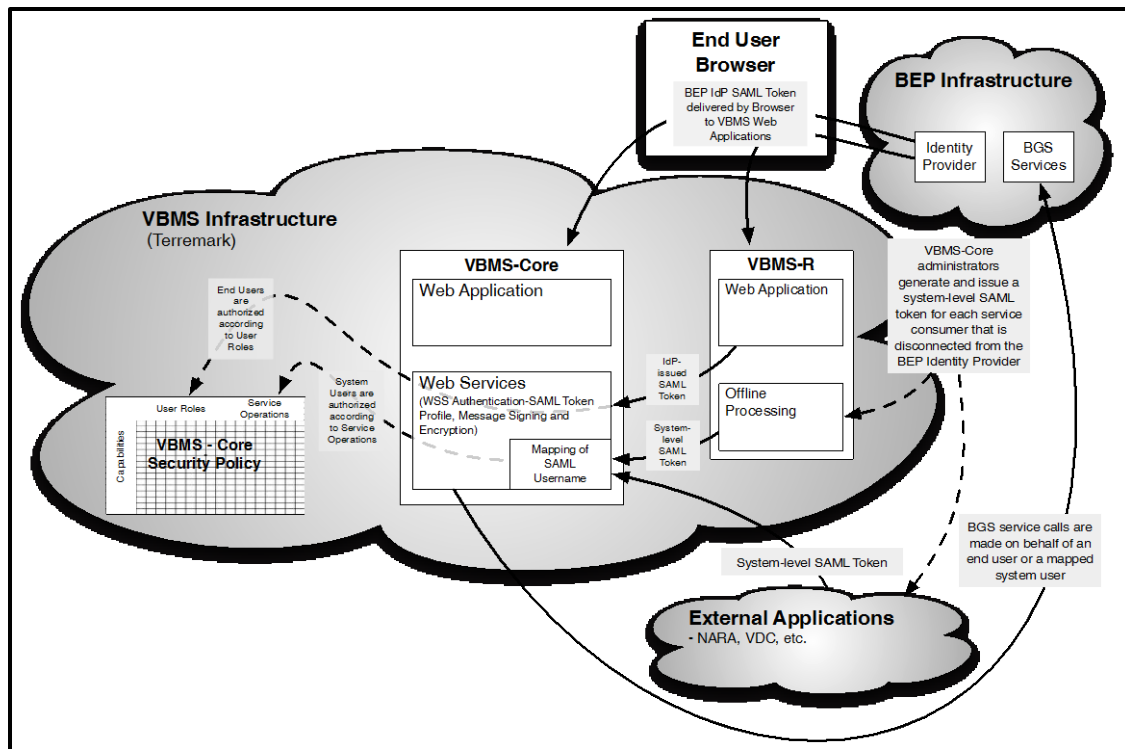 End User
Browser
BEP IdP SAML Token
delivered by Browser
to VBMS Web
Applications
BEP Infrastructure
Identity
Provider
BGS
Services
VBMS Infrastructure
(Terremark)
VBMS-Core
Web Application
VBMS-R
Web Application
VBMS-Core
administrators
generate and issue a
system-level SAML
token for each service
consumer that is
disconnected from the
BEP Identity Provider
End Users
are
authorized
according
to User
Roles
IdP-
issued
SAML
Token
Web Services
(WSS Authentication-SAML Token
Profile, Message Signing and
Encryption)
Offline
Processing
System
Users are
authorized
according
to Service
Operations
User Roles
Service
Operations
Capabilities
VBMS - Core
Security Policy
System-
level
SAML
Token
Mapping of
SAML
Username
System-level SAML Token
BGS service calls are
made on behalf of an
end user or a mapped
system user
External Applications
- NARA, VDC, etc.